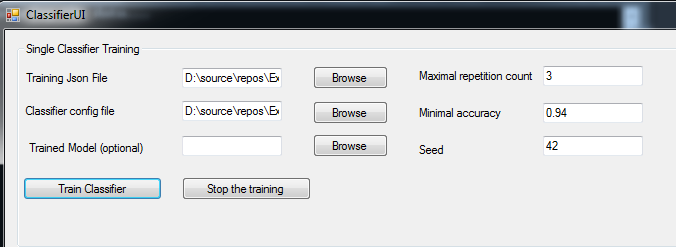 ClassifierUI
Single Classifier Training
Training Json File D:\source\repos\Ex Browse Maximal repetition count 3
Classifier config file D:\source\repos\Ex Browse Minimal accuracy 0.94
Trained Model (optional) Browse Seed 42
Train Classifier Stop the training